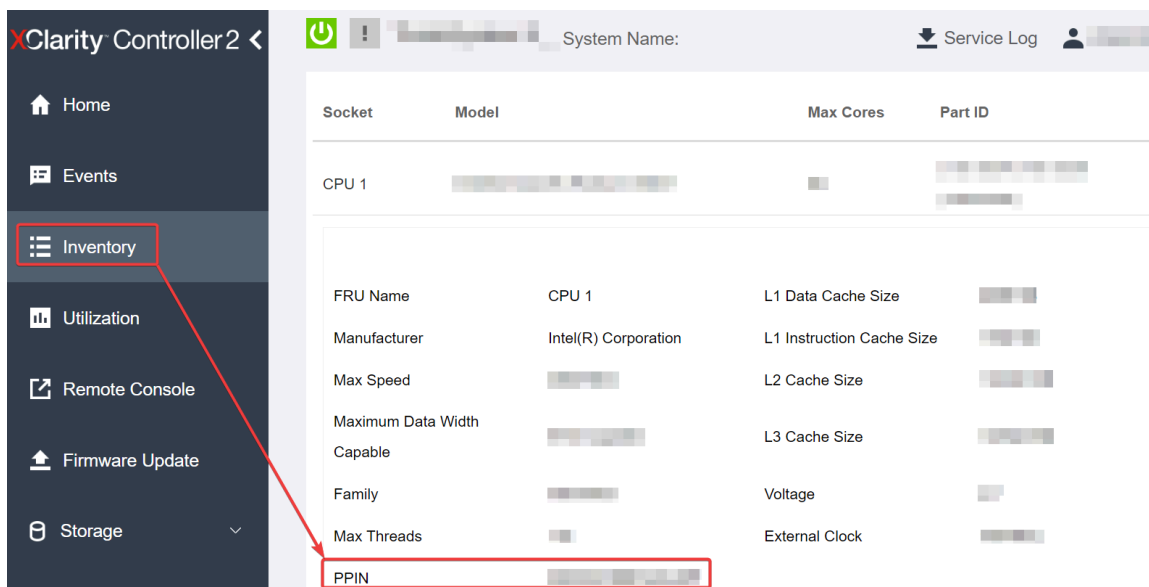 XClarity Controller 2
System Name:
Service Log
Home
Events
Inventory
Utilization
Remote Console
Firmware Update
Storage
Socket Model Max Cores Part ID
CPU 1
FRU Name CPU 1 L1 Data Cache Size
Manufacturer Intel(R) Corporation L1 Instruction Cache Size
Max Speed L2 Cache Size
Maximum Data Width
Capable
L3 Cache Size
Family Voltage
Max Threads External Clock
PPIN